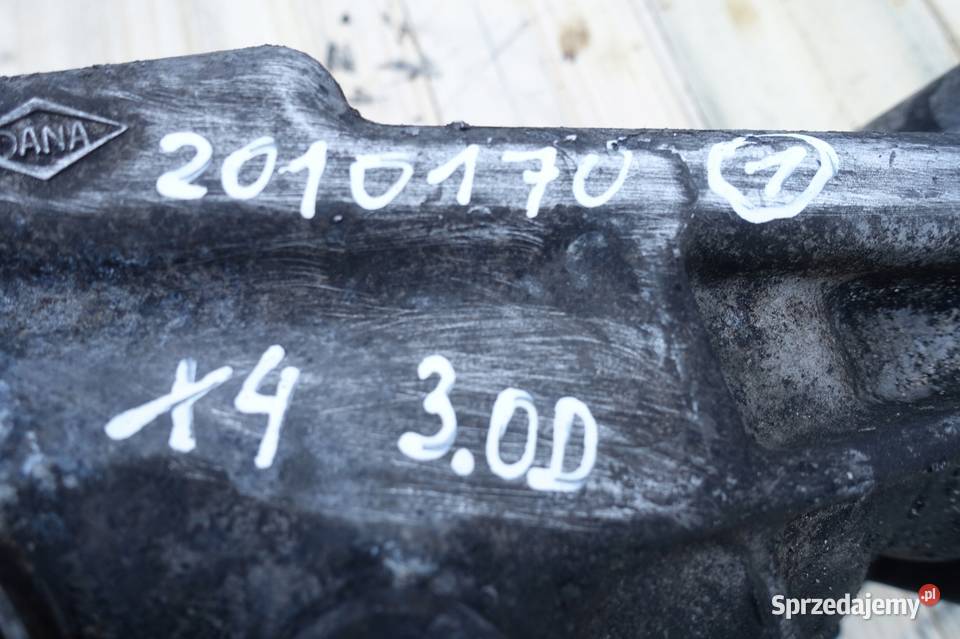 DANA
2010170 1
X4 3.0D
Sprzedajemy.pl